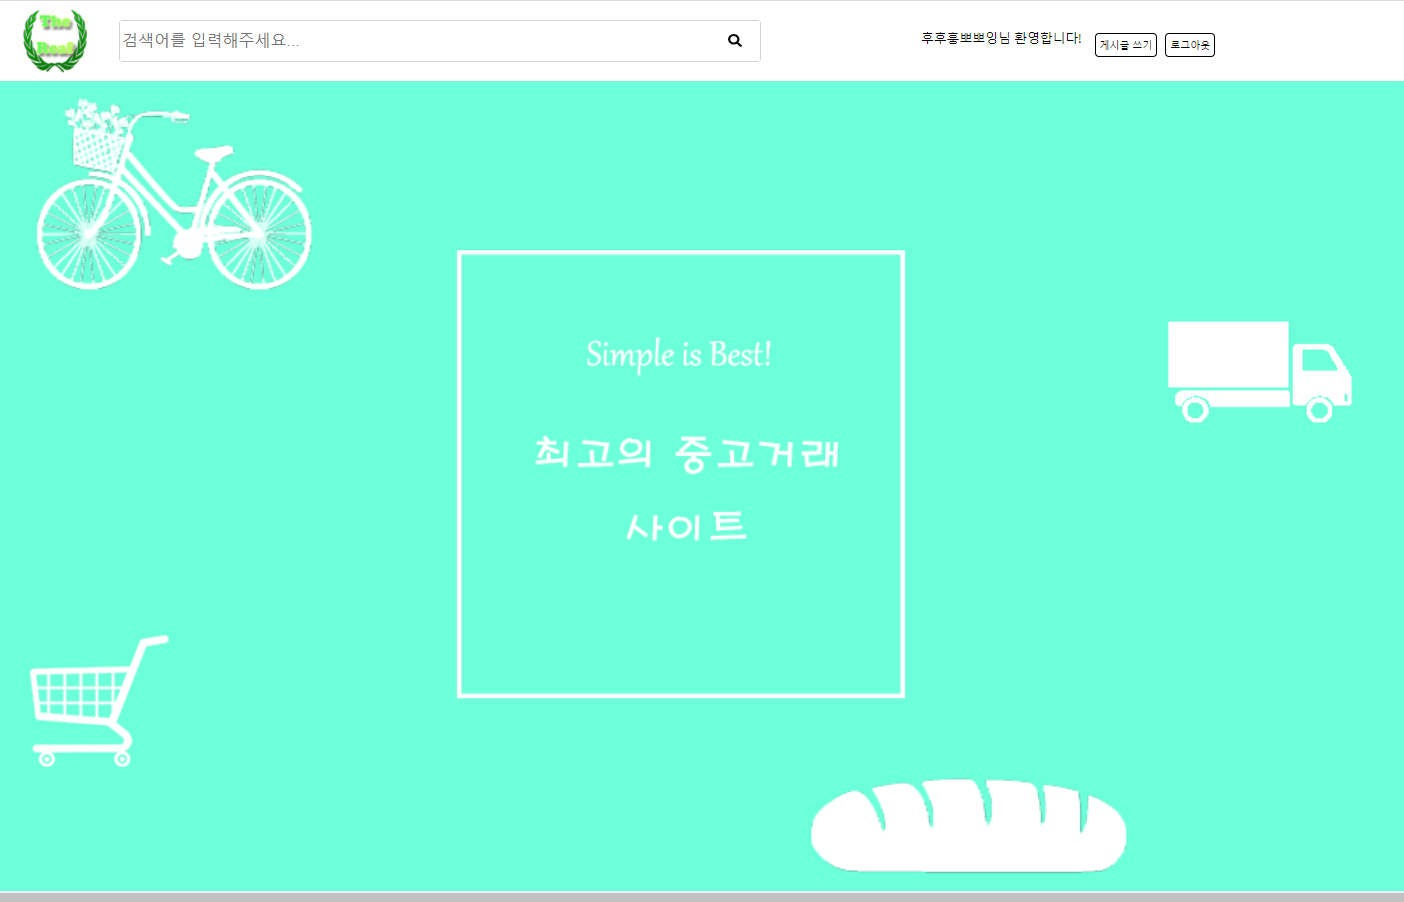 The
Real
검색어를 입력해주세요...
후후훙뽀뽀잉님 환영합니다!
게시글 쓰기
로그아웃
Simple is Best!
최고의 중고거래
사이트